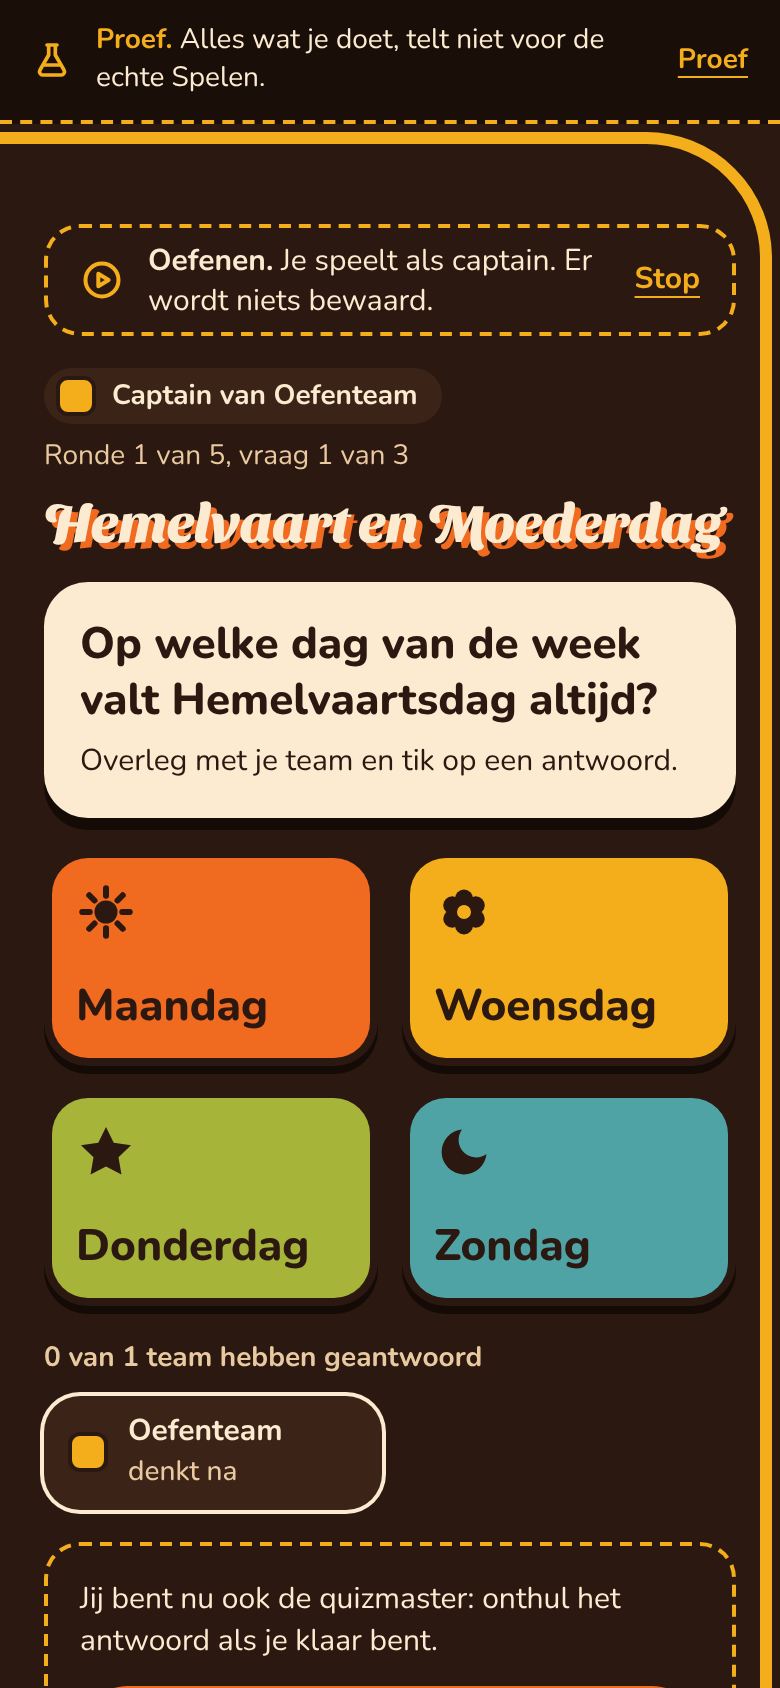 Proef. Alles wat je doet, telt niet voor de
echte Spelen.
Proef
Oefenen. Je speelt als captain. Er
wordt niets bewaard.
Stop
Captain van Oefenteam
Ronde 1 van 5, vraag 1 van 3
Hemelvaart en Moederdag
Op welke dag van de week
valt Hemelvaartsdag altijd?
Overleg met je team en tik op een antwoord.
Maandag
Woensdag
Donderdag
Zondag
0 van 1 team hebben geantwoord
Oefenteam
denkt na
Jij bent nu ook de quizmaster: onthul het
antwoord als je klaar bent.